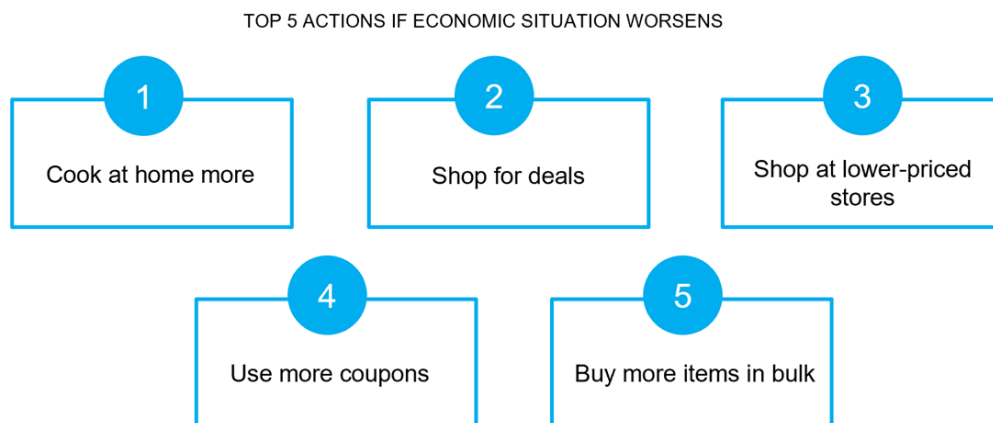 TOP 5 ACTIONS IF ECONOMIC SITUATION WORSENS
1
Cook at home more
2
Shop for deals
3
Shop at lower-priced
stores
4
Use more coupons
5
Buy more items in bulk